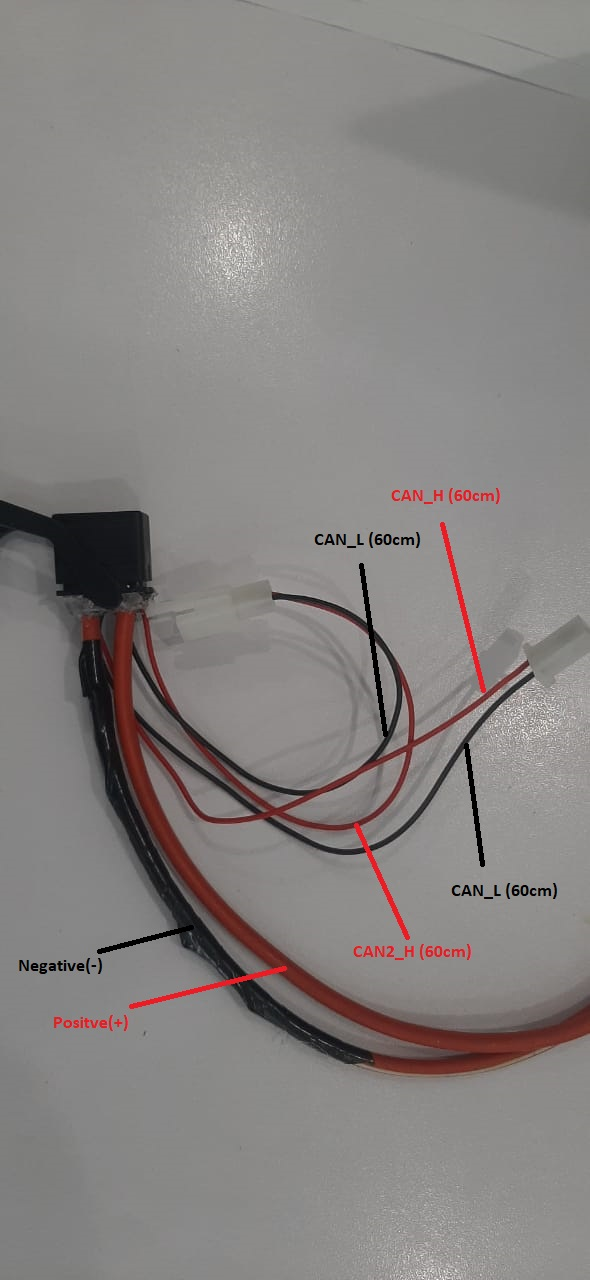 CAN_H (60cm)
CAN_L (60cm)
CAN_L (60cm)
CAN2_H (60cm)
Negative(-)
Positve(+)